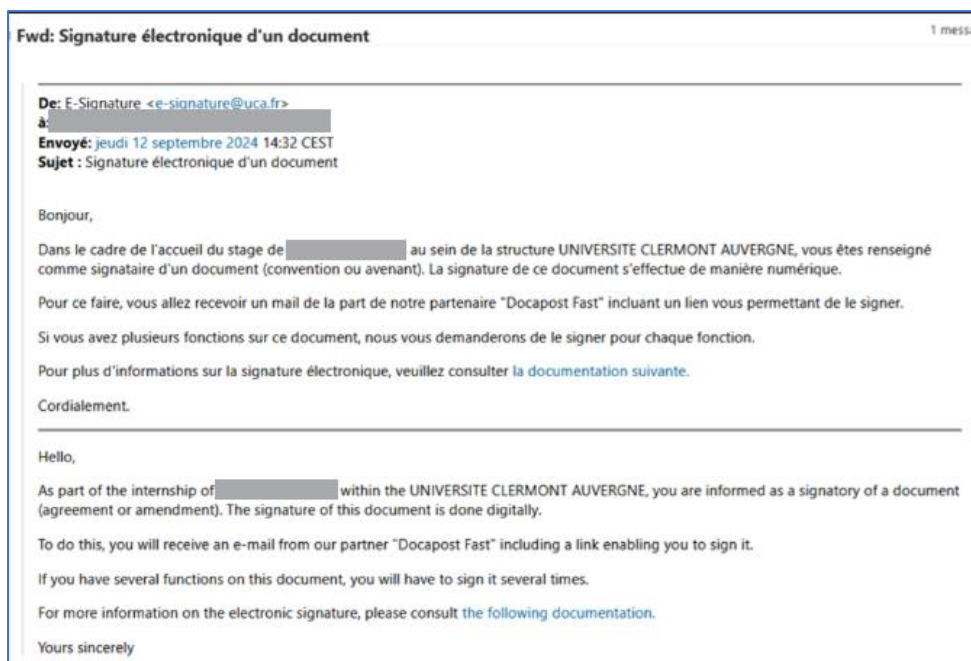 Fwd: Signature électronique d'un document
1 messa
De: E-Signature <e-signature@uca.fr>
à:
Envoyé: jeudi 12 septembre 2024 14:32 CEST
Sujet : Signature électronique d'un document
Bonjour,
Dans le cadre de l'accueil du stage de au sein de la structure UNIVERSITE CLERMONT AUVERGNE, vous êtes renseigné
comme signataire d'un document (convention ou avenant). La signature de ce document s'effectue de manière numérique.
Pour ce faire, vous allez recevoir un mail de la part de notre partenaire "Docapost Fast" incluant un lien vous permettant de le signer.
Si vous avez plusieurs fonctions sur ce document, nous vous demanderons de le signer pour chaque fonction.
Pour plus d'informations sur la signature électronique, veuillez consulter la documentation suivante.
Cordialement.
Hello,
As part of the internship of within the UNIVERSITE CLERMONT AUVERGNE, you are informed as a signatory of a document
(agreement or amendment). The signature of this document is done digitally.
To do this, you will receive an e-mail from our partner "Docapost Fast" including a link enabling you to sign it.
If you have several functions on this document, you will have to sign it several times.
For more information on the electronic signature, please consult the following documentation.
Yours sincerely